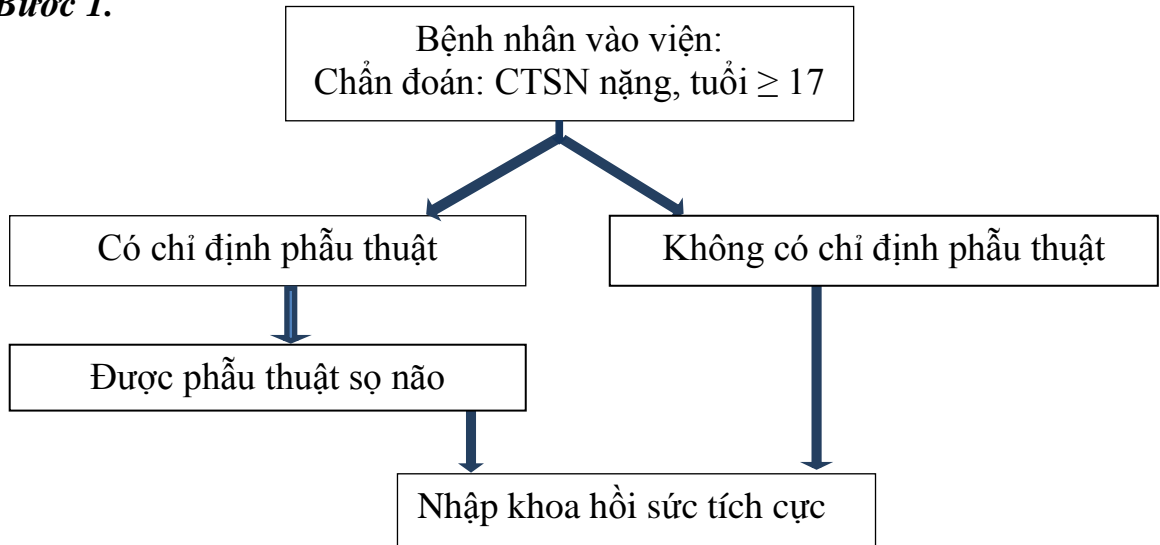 Bước 1.
Bệnh nhân vào viện:
Chẩn đoán: CTSN nặng, tuổi ≥ 17
Có chỉ định phẫu thuật
Không có chỉ định phẫu thuật
Được phẫu thuật sọ não
Nhập khoa hồi sức tích cực